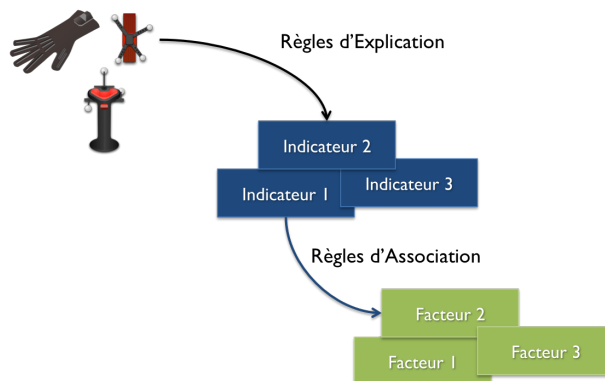 Règles d'Explication
Indicateur 2
Indicateur 3
Indicateur 1
Règles d'Association
Facteur 2
Facteur 3
Facteur 1